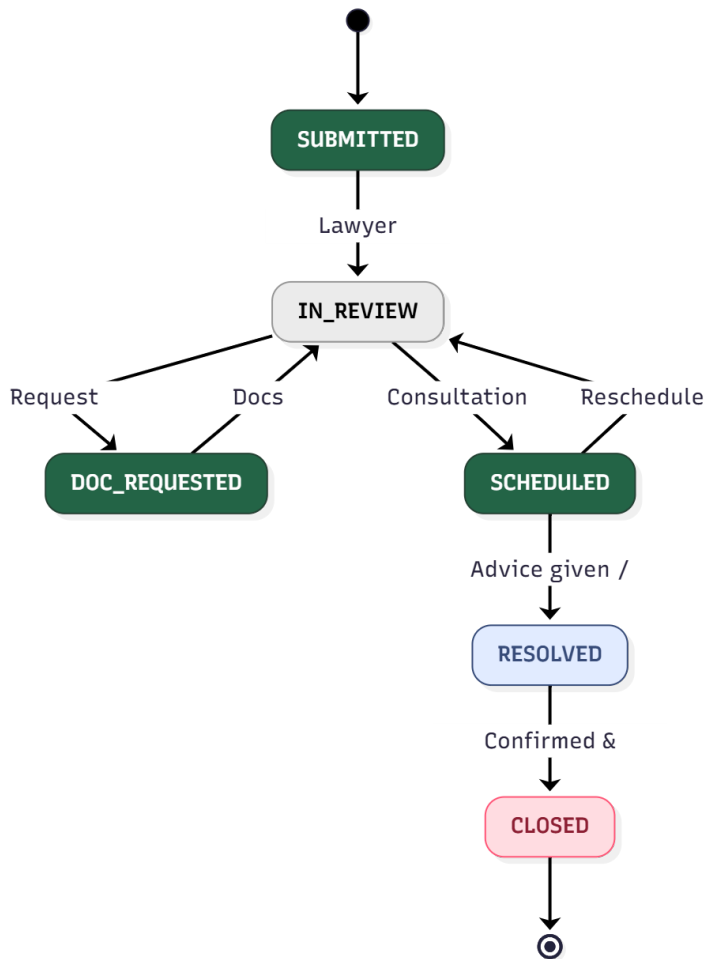 SUBMITTED
Lawyer
IN_REVIEW
Request
Docs
Consultation
Reschedule
DOC_REQUESTED
SCHEDULED
Advice given /
RESOLVED
Confirmed &
CLOSED